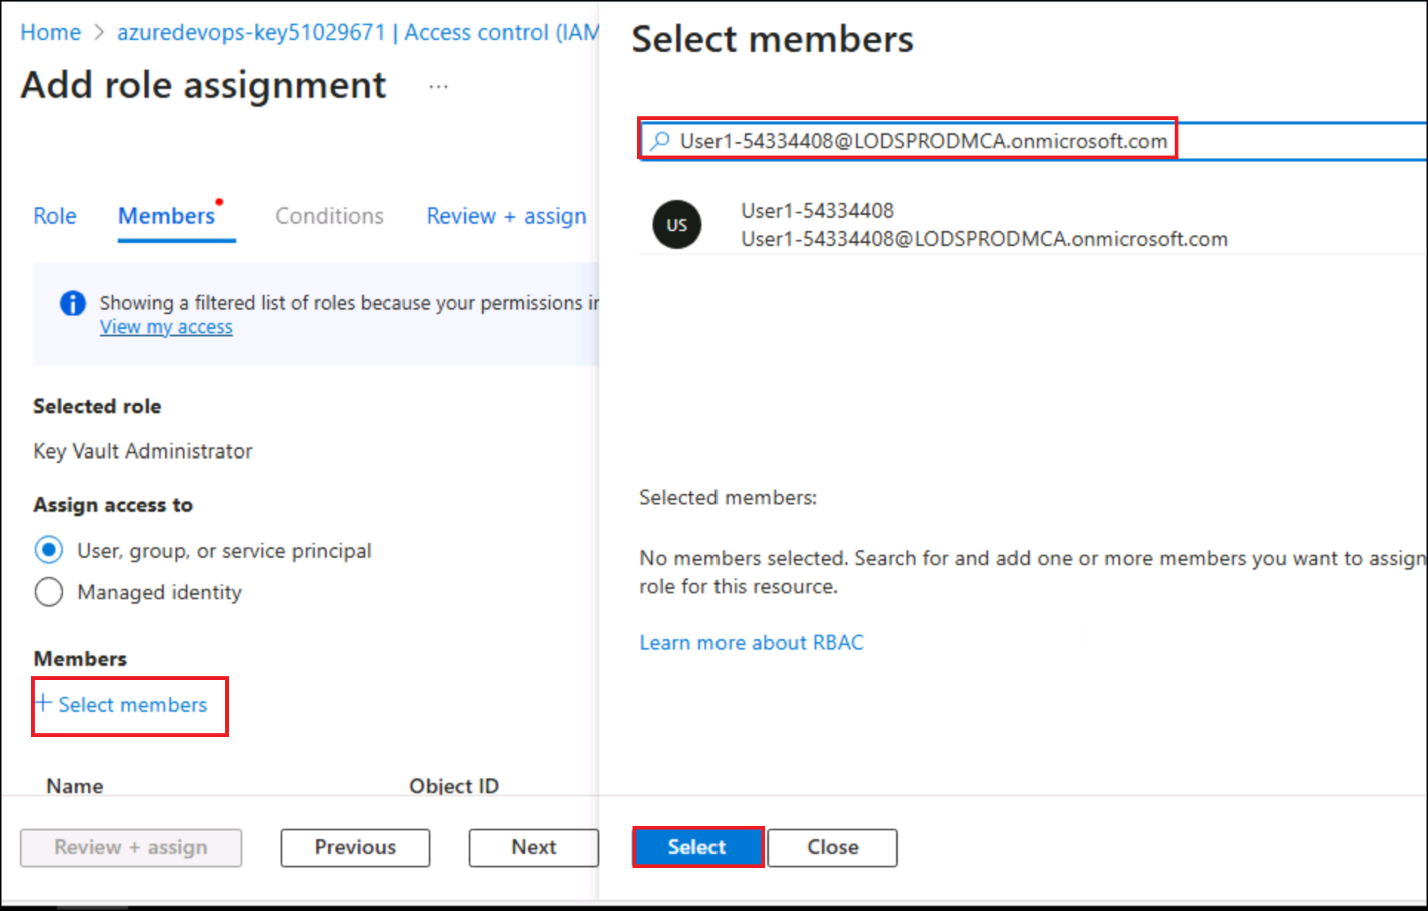 Home > azuredevops-key51029671 | Access control (IAM
Add role assignment ...
Role Members Conditions Review + assign
Showing a filtered list of roles because your permissions in
View my access
Selected role
Key Vault Administrator
Assign access to
User, group, or service principal
Managed identity
Members
+ Select members
Name Object ID
Review + assign Previous Next
Select members
User1-54334408@LODSPRODMCA.onmicrosoft.com
US
User1-54334408
User1-54334408@LODSPRODMCA.onmicrosoft.com
Selected members:
No members selected. Search for and add one or more members you want to assign
role for this resource.
Learn more about RBAC
Select Close